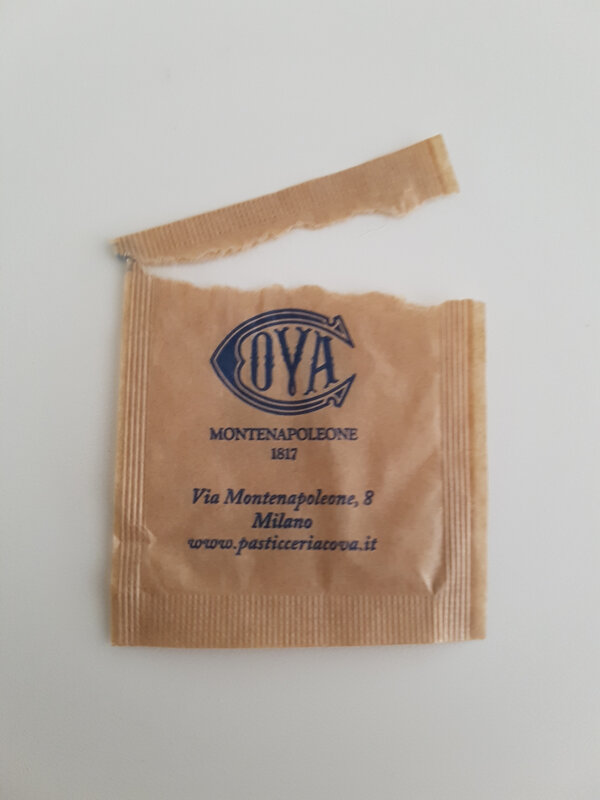 COVA
MONTENAPOLEONE
1817
Via Montenapoleone, 8
Milano
www.pasticceriacova.it